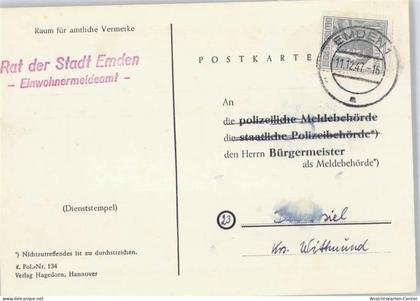 Raum für amtliche Vermerke
Rat der Stadt Emden
- Einwohnermeldeamt -
POSTKARTE
EMDEN
11.12.47.-16
a
An
die polizeiliche Meldebehörde
die staatliche Polizeibehörde*)
den Herrn Bürgermeister
als Meldebehörde*)
(Dienststempel)
23
Krs. Wittmund
*) Nichtzutreffendes ist zu durchstreichen.
K. Pol.-Nr. 134
Verlag Hagedorn, Hannover
Ansichtskarten-Center